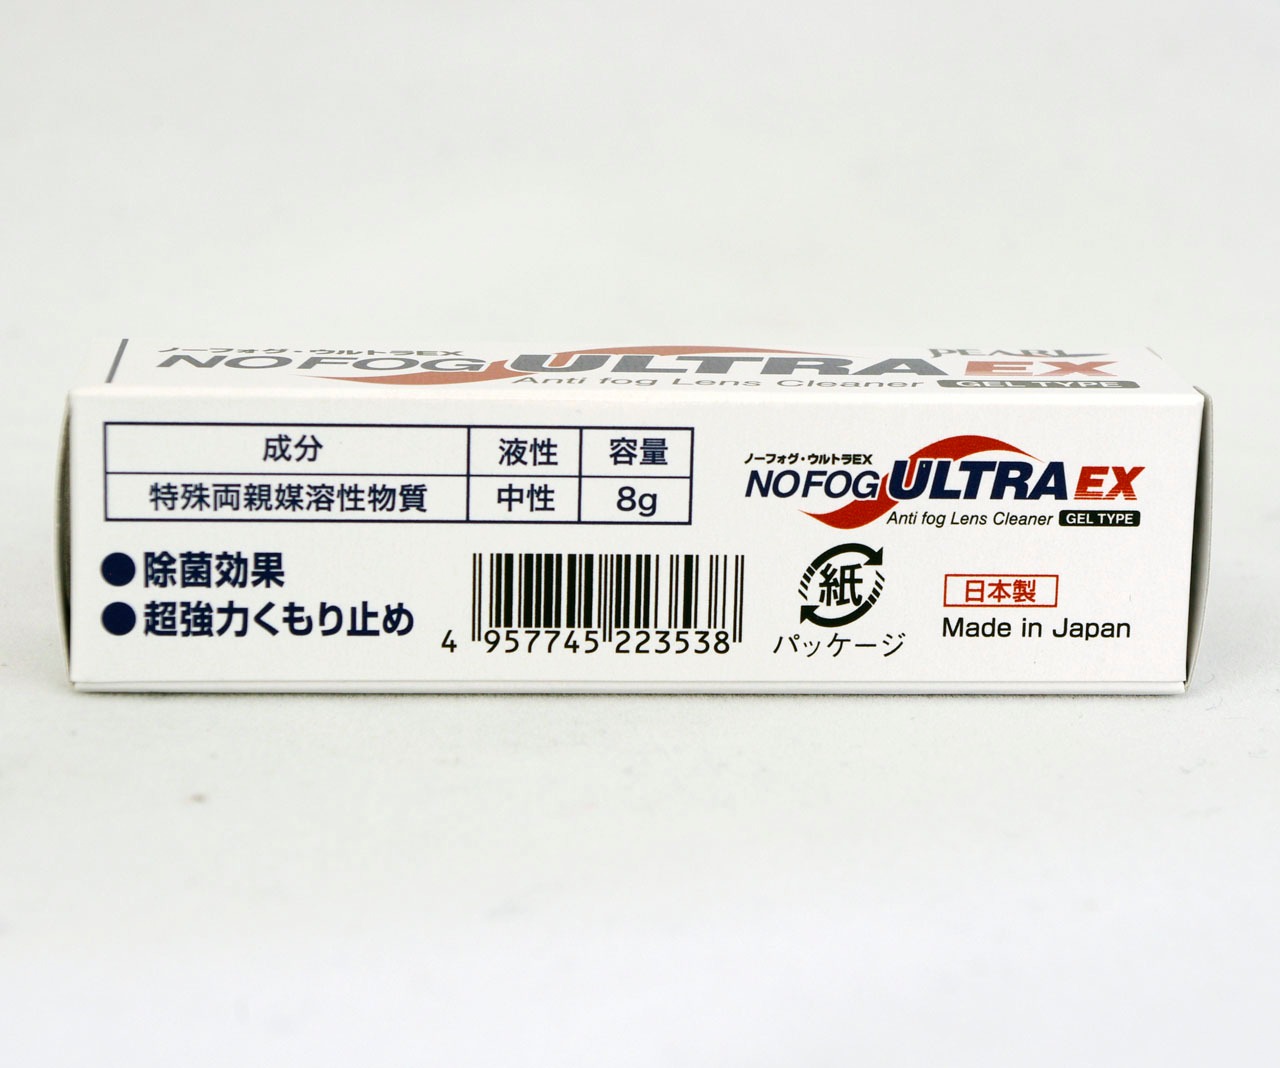 ノーフォグ・ウルトラEX
PEARL
NOFOG ULTRA EX
Anti fog Lens Cleaner GEL TYPE
成分 液性 容量
特殊両親媒溶性物質 中性 8g
ノーフォグ・ウルトラEX
NOFOG ULTRA EX
Anti fog Lens Cleaner GEL TYPE
●除菌効果
●超強力くもり止め
4 957745 223538
紙
パッケージ
日本製
Made in Japan